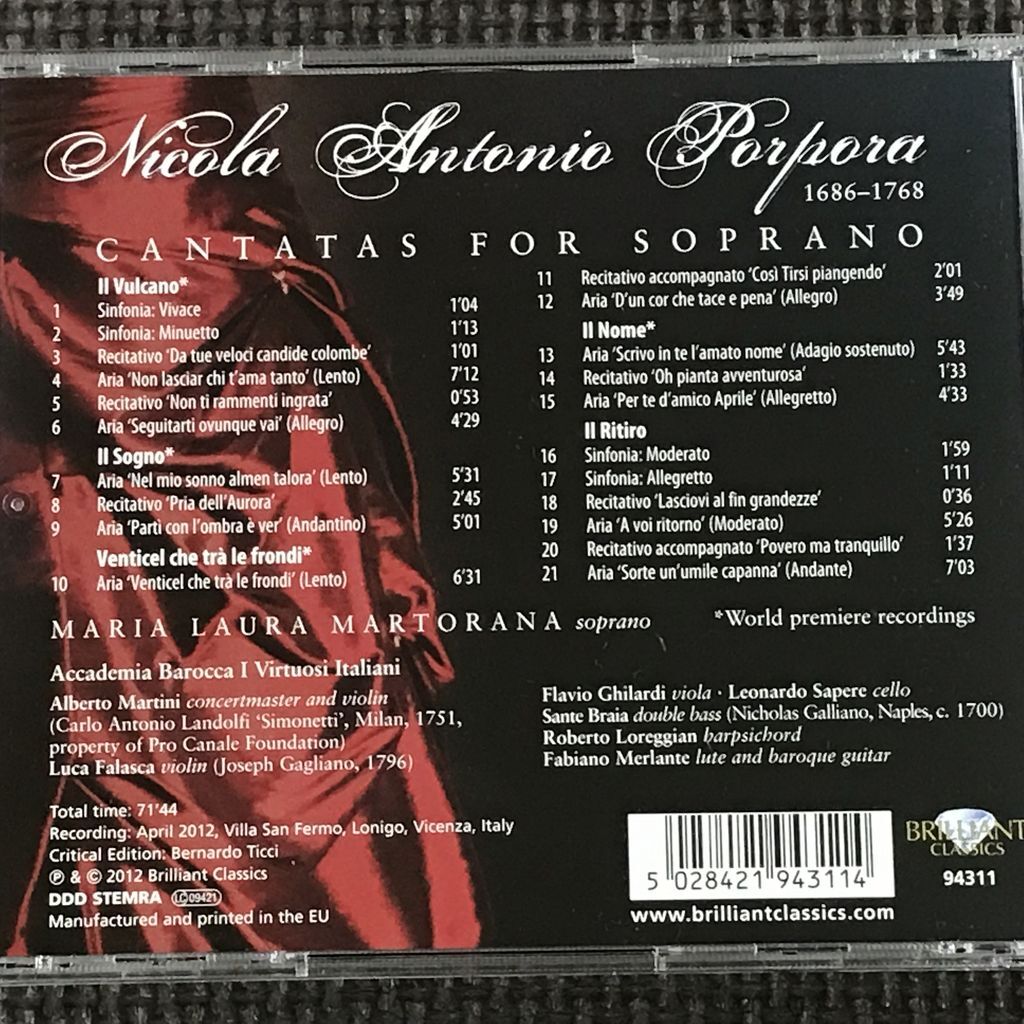 Nicola Antonio Porpora
1686–1768
CANTATAS FOR SOPRANO
Il Vulcano*
1 Sinfonia: Vivace 1'04
2 Sinfonia: Minuetto 1'13
3 Recitativo ‘Da tue veloci candide colombe’ 1'01
4 Aria ‘Non lasciar chi t'ama tanto’ (Lento) 7'12
5 Recitativo ‘Non ti rammenti ingrata’ 0'53
6 Aria ‘Seguitarti ovunque vai’ (Allegro) 4'29
Il Sogno*
7 Aria ‘Nel mio sonno almen talora’ (Lento) 5'31
8 Recitativo ‘Pria dell'Aurora’ 2'45
9 Aria ‘Parti con l'ombra è ver’ (Andantino) 5'01
Venticel che trà le frondi*
10 Aria ‘Venticel che trà le frondi’ (Lento) 6'31
11 Recitativo accompagnato ‘Così Tirsi piangendo’ 2'01
12 Aria ‘D'un cor che tace e pena’ (Allegro) 3'49
Il Nome*
13 Aria ‘Scrivo in te l'amato nome’ (Adagio sostenuto) 5'43
14 Recitativo ‘Oh pianta avventurosa’ 1'33
15 Aria ‘Per te d'amico Aprile’ (Allegretto) 4'33
Il Ritiro
16 Sinfonia: Moderato 1'59
17 Sinfonia: Allegretto 1'11
18 Recitativo ‘Lasciovi al fin grandezze’ 0'36
19 Aria ‘A voi ritorno’ (Moderato) 5'26
20 Recitativo accompagnato ‘Povero ma tranquillo’ 1'37
21 Aria ‘Sorte un'umile capanna’ (Andante) 7'03
MARIA LAURA MARTORANA soprano
*World premiere recordings
Accademia Barocca I Virtuosi Italiani
Alberto Martini concertmaster and violin
(Carlo Antonio Landolfi ‘Simonetti’, Milan, 1751,
property of Pro Canale Foundation)
Luca Falasca violin (Joseph Gagliano, 1796)
Flavio Ghilardi viola · Leonardo Sapere cello
Sante Braia double bass (Nicholas Galliano, Naples, c. 1700)
Roberto Loreggian harpsichord
Fabiano Merlante lute and baroque guitar
Total time: 71'44
Recording: April 2012, Villa San Fermo, Lonigo, Vicenza, Italy
Critical Edition: Bernardo Ticci
℗ & © 2012 Brilliant Classics
DDD STEMRA LC 09421
Manufactured and printed in the EU
5 028421 943114
www.brilliantclassics.com
BRILLIANT
CLASSICS
94311